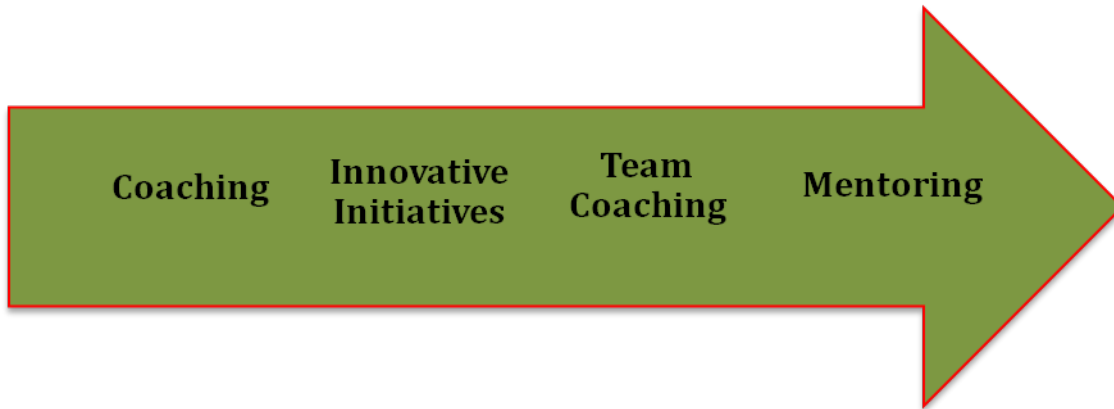 Coaching
Innovative
Initiatives
Team
Coaching
Mentoring